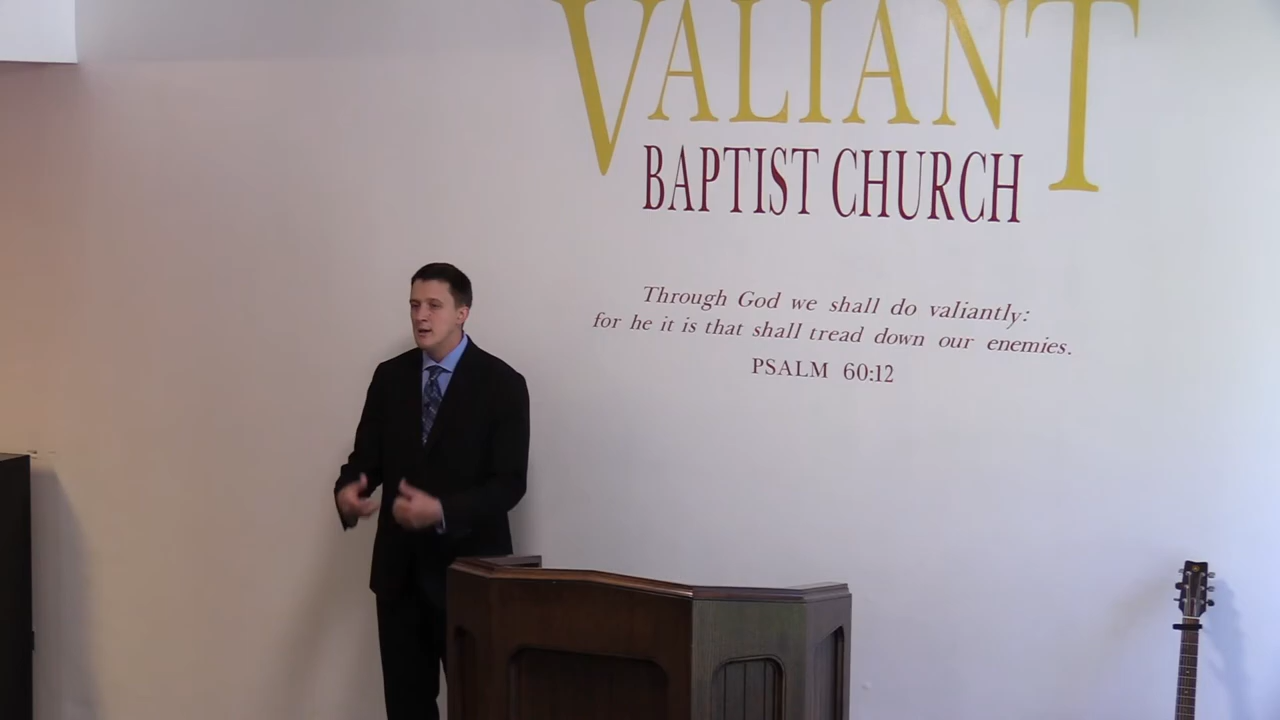 VALIANT
BAPTIST CHURCH
Through God we shall do valiantly:
for he it is that shall tread down our enemies.
PSALM 60:12